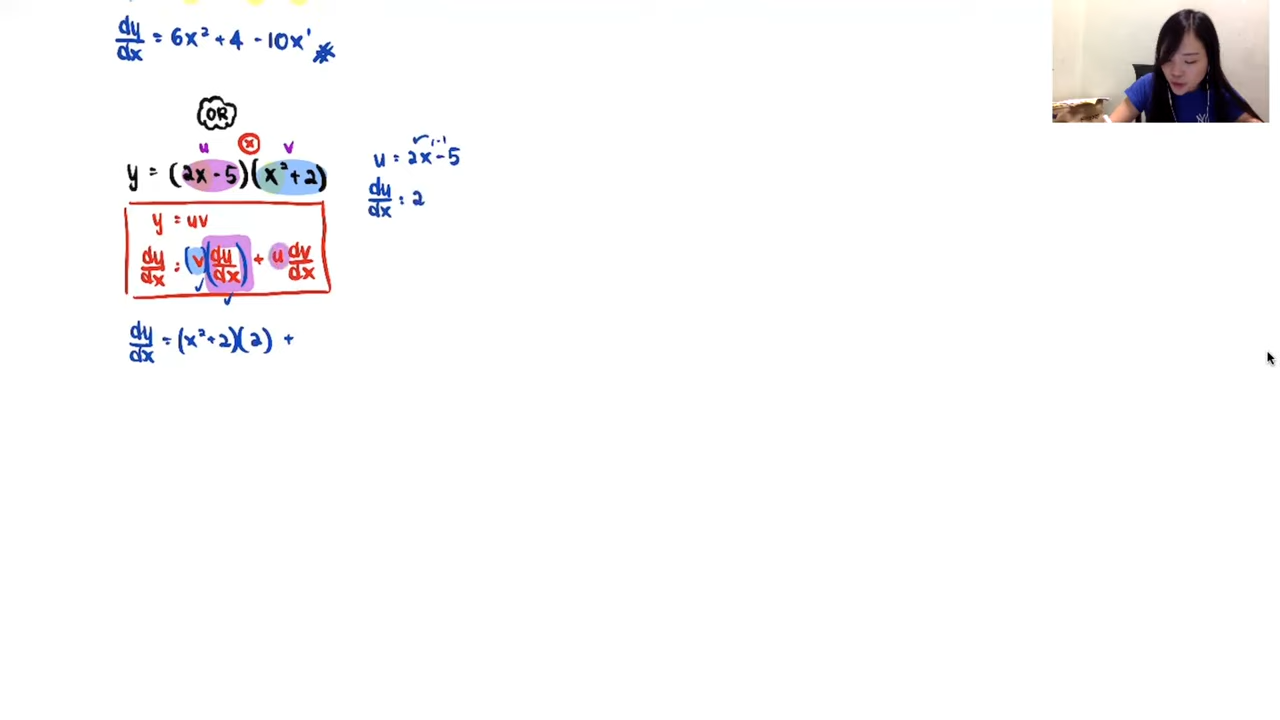 dy/dx = 6x² + 4 - 10x¹ *
OR
u × v
y = (2x - 5)(x² + 2)
y = uv
dy/dx = (v)(du/dx) + u dv/dx
dy/dx = (x² + 2)(2) +
u = 2x - 5
du/dx = 2